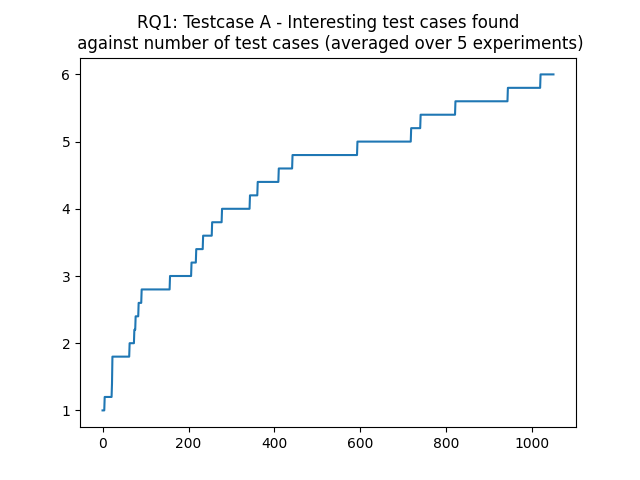 RQ1: Testcase A - Interesting test cases found
against number of test cases (averaged over 5 experiments)
6
5
4
3
2
1
0 200 400 600 800 1000